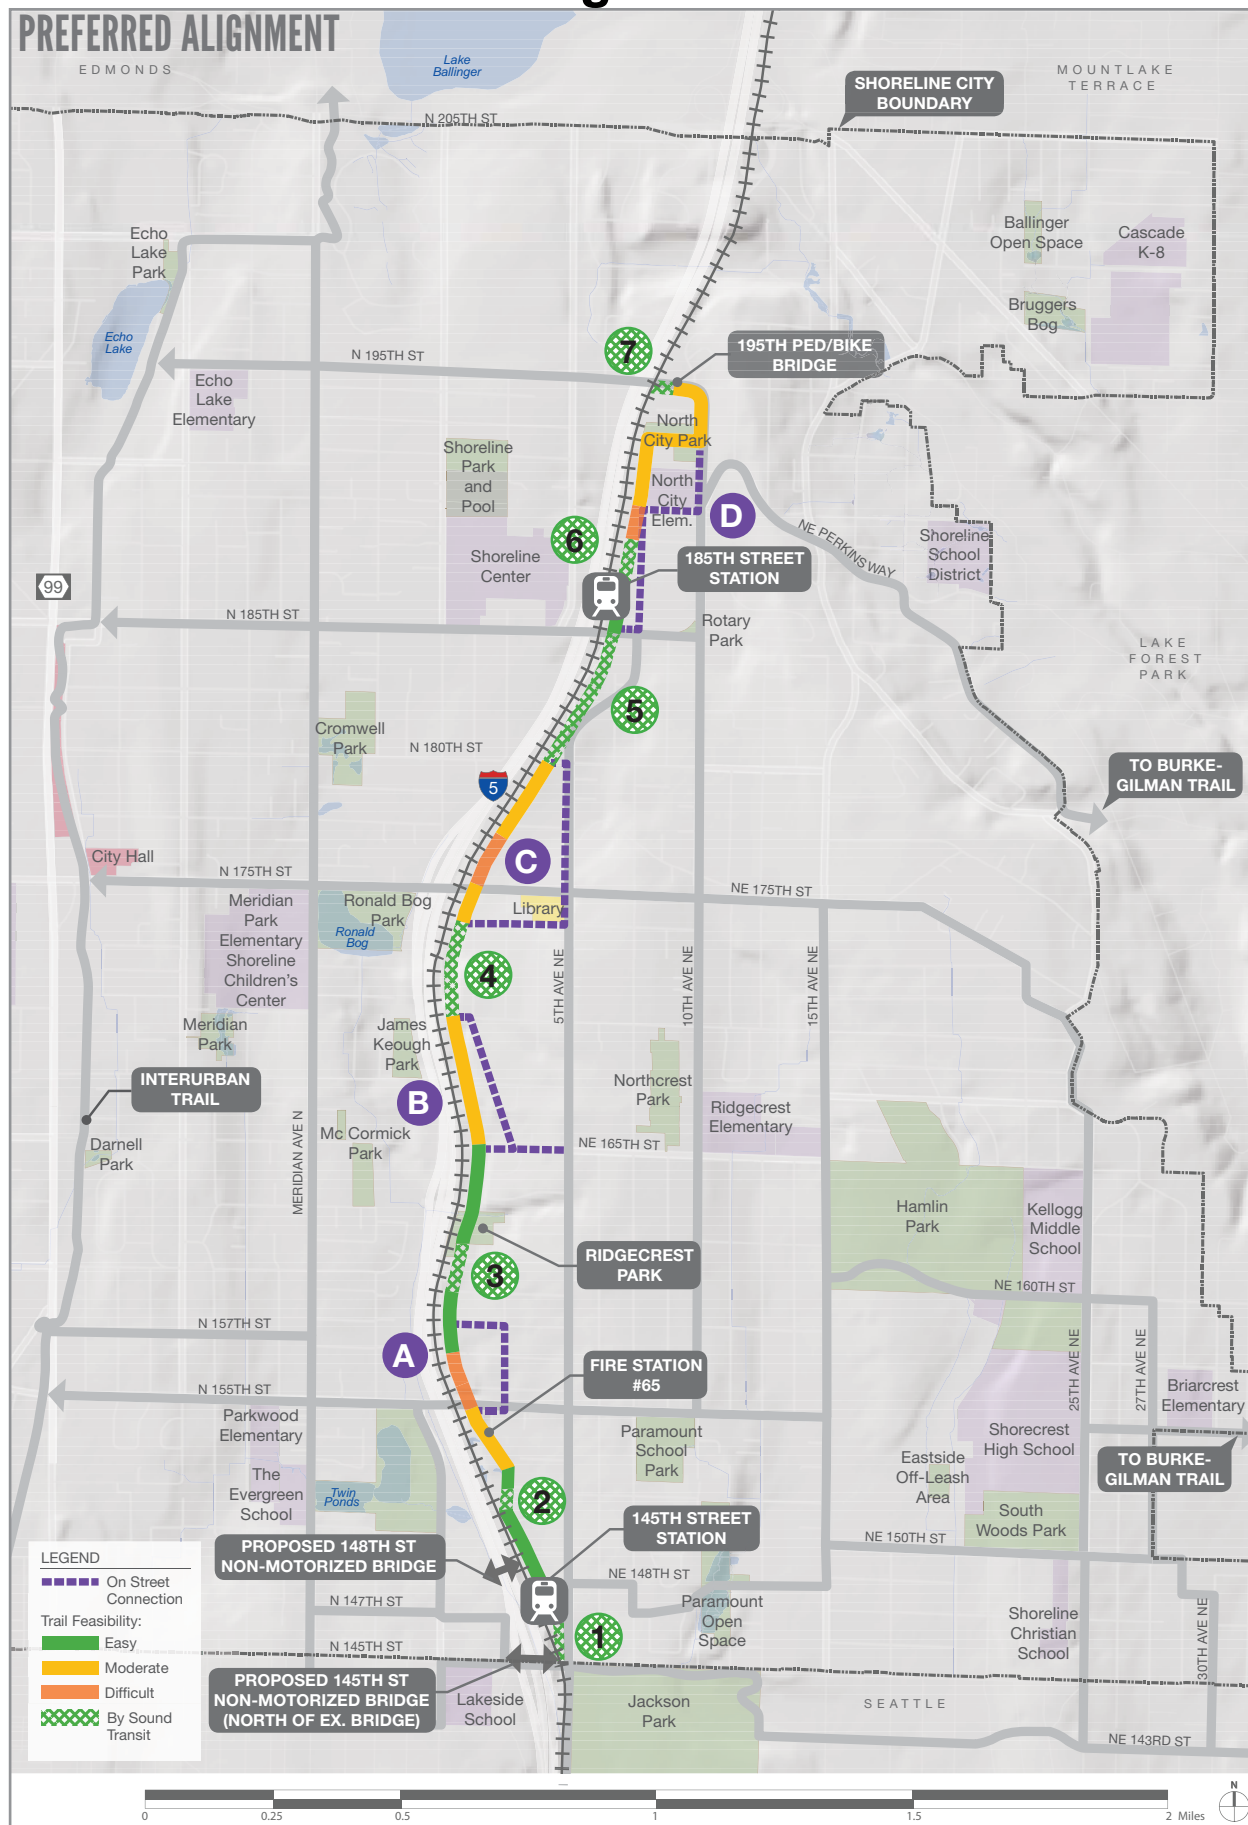 PREFERRED ALIGNMENT
EDMONDS
Lake
Ballinger
MOUNTLAKE
TERRACE
SHORELINE CITY
BOUNDARY
N 205TH ST
Echo
Lake
Park
Ballinger
Open Space
Cascade
K-8
Bruggers
Bog
Echo
Lake
N 195TH ST
7
195TH PED/BIKE
BRIDGE
Echo
Lake
Elementary
North
City Park
Shoreline
Park
and
Pool
North
City
Elem.
D
6
NE PERKINS WAY
Shoreline
School
District
Shoreline
Center
185TH STREET
STATION
99
N 185TH ST
Rotary
Park
LAKE
FOREST
PARK
5
Cromwell
Park
N 180TH ST
5
TO BURKE-
GILMAN TRAIL
C
City Hall
N 175TH ST
NE 175TH ST
Meridian
Park
Elementary
Shoreline
Children's
Center
Ronald Bog
Park
Ronald
Bog
Library
4
5TH AVE NE
10TH AVE NE
15TH AVE NE
Meridian
Park
James
Keough
Park
INTERURBAN
TRAIL
B
Northcrest
Park
Ridgecrest
Elementary
Darnell
Park
MERIDIAN AVE N
Mc Cormick
Park
NE 165TH ST
Hamlin
Park
Kellogg
Middle
School
RIDGECREST
PARK
3
NE 160TH ST
N 157TH ST
A
FIRE STATION
#65
25TH AVE NE
27TH AVE NE
N 155TH ST
Briarcrest
Elementary
Parkwood
Elementary
Paramount
School
Park
Shorecrest
High School
The
Evergreen
School
Twin
Ponds
Eastside
Off-Leash
Area
TO BURKE-
GILMAN TRAIL
2
145TH STREET
STATION
South
Woods Park
PROPOSED 148TH ST
NON-MOTORIZED BRIDGE
NE 150TH ST
NE 148TH ST
LEGEND
On Street
Connection
Trail Feasibility:
Easy
Moderate
Difficult
By Sound
Transit
N 147TH ST
Paramount
Open
Space
Shoreline
Christian
School
30TH AVE NE
1
N 145TH ST
PROPOSED 145TH ST
NON-MOTORIZED BRIDGE
(NORTH OF EX. BRIDGE)
Lakeside
School
Jackson
Park
SEATTLE
NE 143RD ST
0
0.25
0.5
1
1.5
2 Miles
N